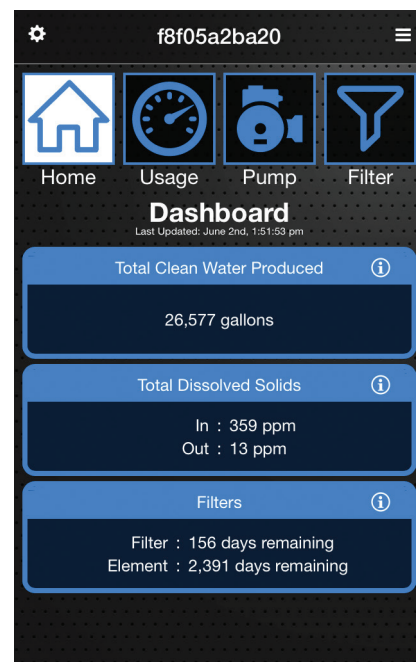 f8f05a2ba20
Home Usage Pump Filter
Dashboard
Last Updated: June 2nd, 1:51:53 pm
Total Clean Water Produced
26,577 gallons
Total Dissolved Solids
In : 359 ppm
Out : 13 ppm
Filters
Filter : 156 days remaining
Element : 2,391 days remaining